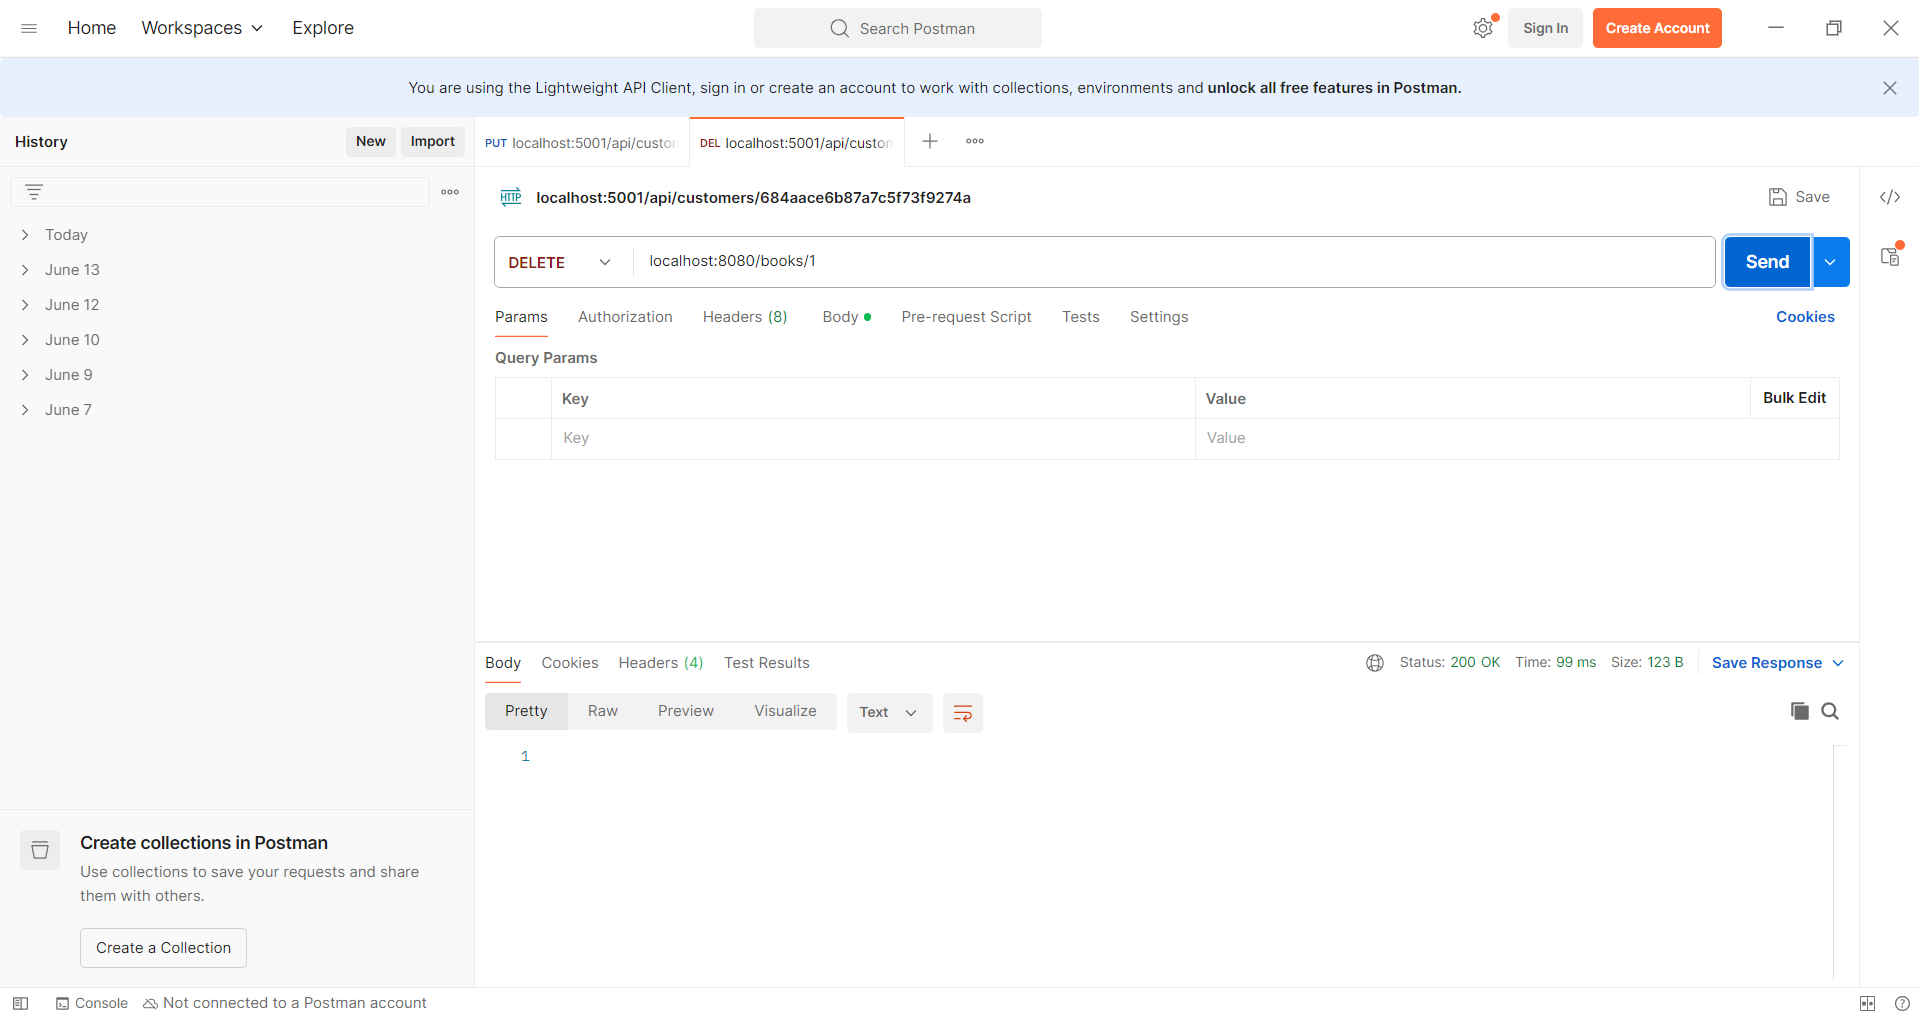 Home Workspaces Explore Search Postman Sign In Create Account
You are using the Lightweight API Client, sign in or create an account to work with collections, environments and unlock all free features in Postman.
History New Import
PUT localhost:5001/api/custo
DEL localhost:5001/api/custo
Today
June 13
June 12
June 10
June 9
June 7
HTTP localhost:5001/api/customers/684aace6b87a7c5f73f9274a Save
DELETE localhost:8080/books/1 Send
Params Authorization Headers (8) Body Pre-request Script Tests Settings Cookies
Query Params
Key Value Bulk Edit
Key Value
Body Cookies Headers (4) Test Results Status: 200 OK Time: 99 ms Size: 123 B Save Response
Pretty Raw Preview Visualize Text
1
Create collections in Postman
Use collections to save your requests and share
them with others.
Create a Collection
Console Not connected to a Postman account